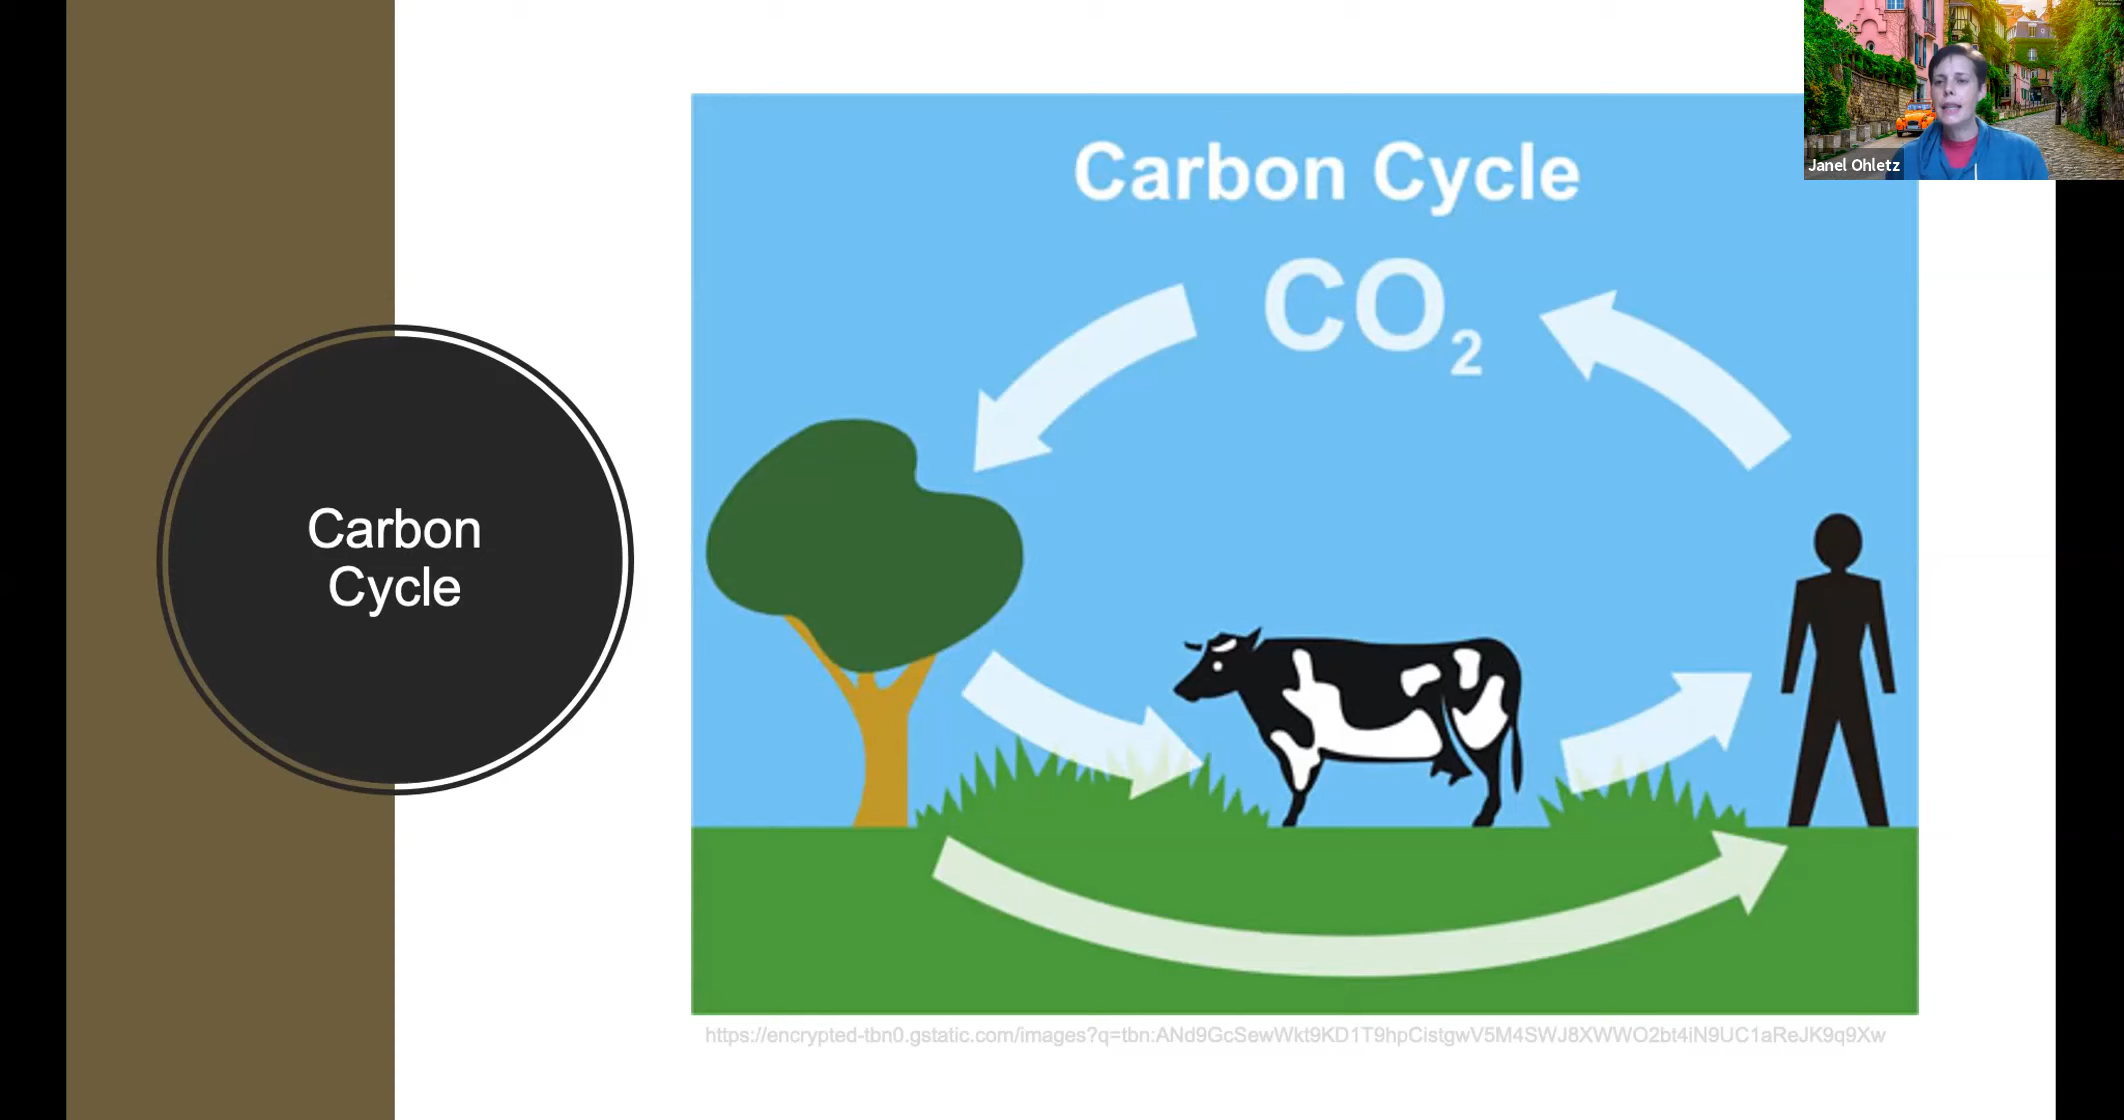 Carbon
Cycle
Carbon Cycle
CO₂
Janel Ohletz
https://encrypted-tbn0.gstatic.com/images?q=tbn:ANd9GcSewWkt9KD1T9hpCistgwV5M4SWJ8XWWO2bt4iN9UC1aReJK9q9Xw